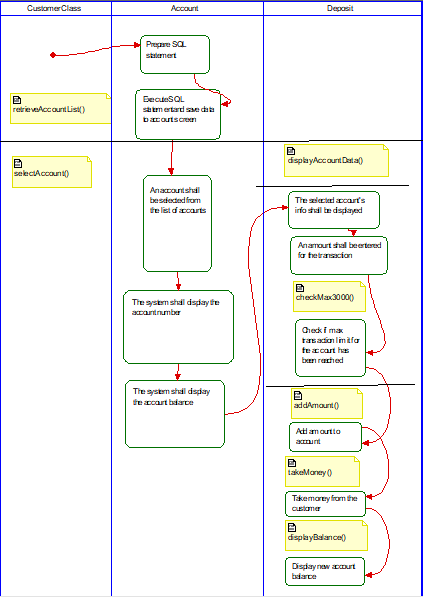 CustomerClass
Account
Deposit
Prepare SQL
statement
retrieveAccountList()
ExecuteSQL
statement and save data
to accounts creen
selectAccount()
displayAccountData()
An account shall
be selected from
the list of accounts
The selected account's
info shall be displayed
An amount shall be entered
for the transaction
The system shall display the
account number
checkMax3000()
Check if max
transaction limit for
the account has
been reached
The system shall display
the account balance
addAmount()
Add amount to
account
takeMoney()
Take money from the
customer
displayBalance()
Display new account
balance